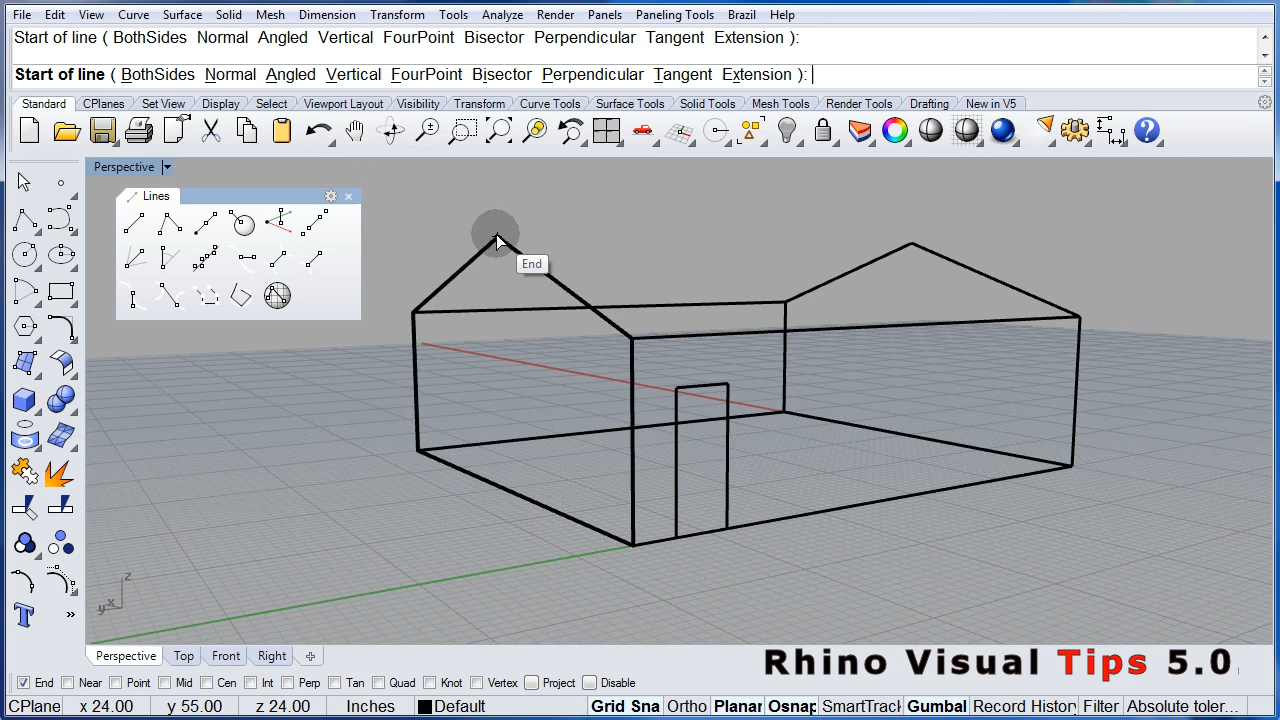 File Edit View Curve Surface Solid Mesh Dimension Transform Tools Analyze Render Panels Paneling Tools Brazil Help
Start of line ( BothSides Normal Angled Vertical FourPoint Bisector Perpendicular Tangent Extension ):
Start of line ( BothSides Normal Angled Vertical FourPoint Bisector Perpendicular Tangent Extension ):
Standard CPlanes Set View Display Select Viewport Layout Visibility Transform Curve Tools Surface Tools Solid Tools Mesh Tools Render Tools Drafting New in V5
Perspective
Lines
End
z
y x
Perspective Top Front Right
Rhino Visual Tips 5.0
End Near Point Mid Cen Int Perp Tan Quad Knot Vertex Project Disable
CPlane x 24.00 y 55.00 z 24.00 Inches Default Grid Sna Ortho Planar Osnap SmartTrack Gumbal Record History Filter Absolute toler...